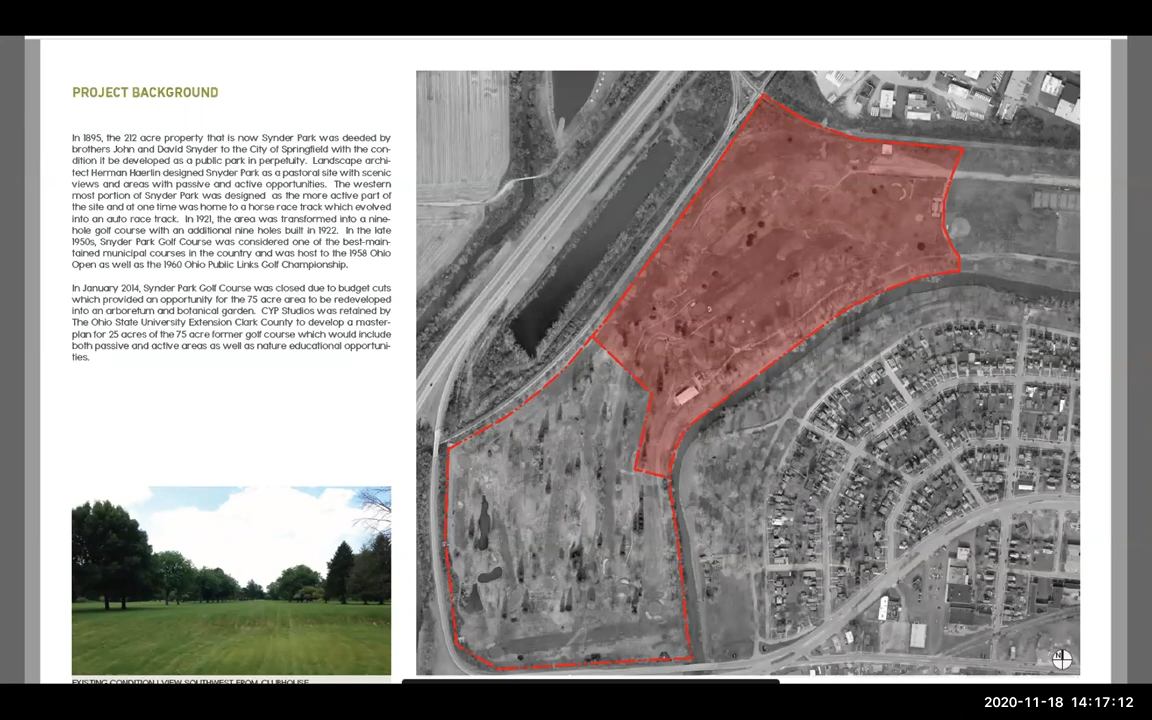 PROJECT BACKGROUND
In 1895, the 212 acre property that is now Synder Park was deeded by
brothers John and David Snyder to the City of Springfield with the con-
dition it be developed as a public park in perpetuity. Landscape archi-
tect Herman Haerlin designed Snyder Park as a pastoral site with scenic
views and areas with passive and active opportunities. The western
most portion of Snyder Park was designed as the more active part of
the site and at one time was home to a horse race track which evolved
into an auto race track. In 1921, the area was transformed into a nine-
hole golf course with an additional nine holes built in 1922. In the late
1950s, Snyder Park Golf Course was considered one of the best-main-
tained municipal courses in the country and was host to the 1958 Ohio
Open as well as the 1960 Ohio Public Links Golf Championship.
In January 2014, Synder Park Golf Course was closed due to budget cuts
which provided an opportunity for the 75 acre area to be redeveloped
into an arboretum and botanical garden. CYP Studios was retained by
The Ohio State University Extension Clark County to develop a master-
plan for 25 acres of the 75 acre former golf course which would include
both passive and active areas as well as nature educational opportuni-
ties.
EXISTING CONDITION | VIEW SOUTHWEST FROM CLUBHOUSE
N
2020-11-18 14:17:12